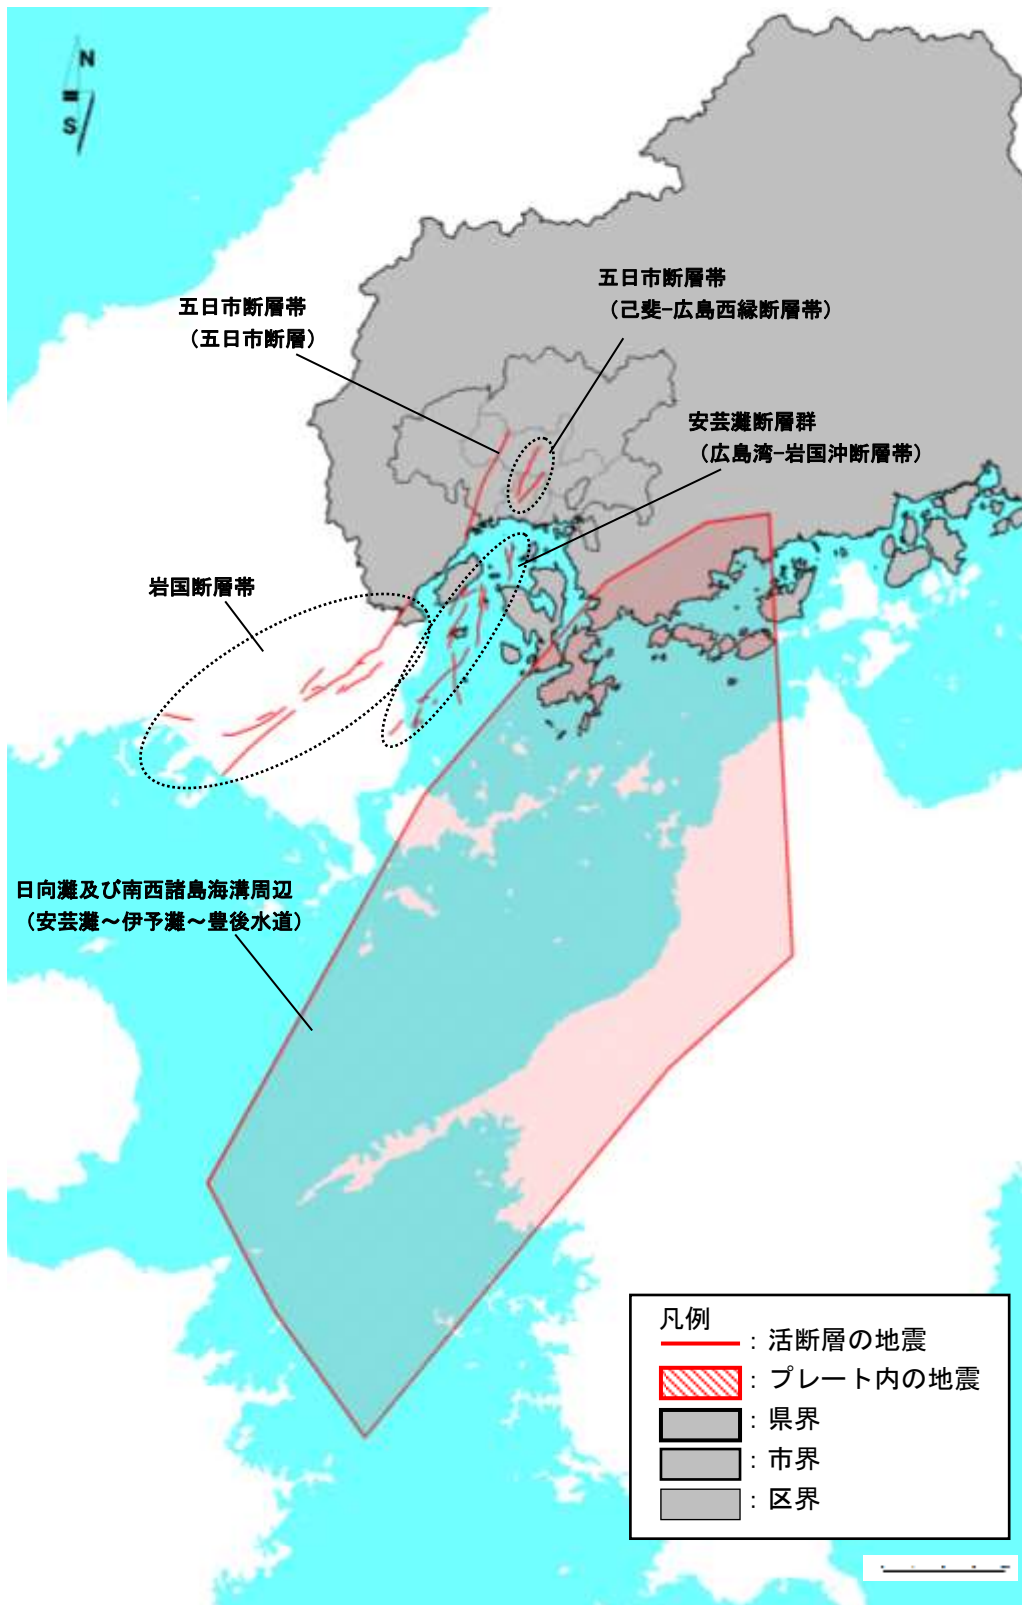 N
S
五日市断層帯
（己斐−広島西縁断層帯）
五日市断層帯
（五日市断層）
安芸灘断層群
（広島湾−岩国沖断層帯）
岩国断層帯
日向灘及び南西諸島海溝周辺
（安芸灘～伊予灘～豊後水道）
凡例
：活断層の地震
：プレート内の地震
：県界
：市界
：区界